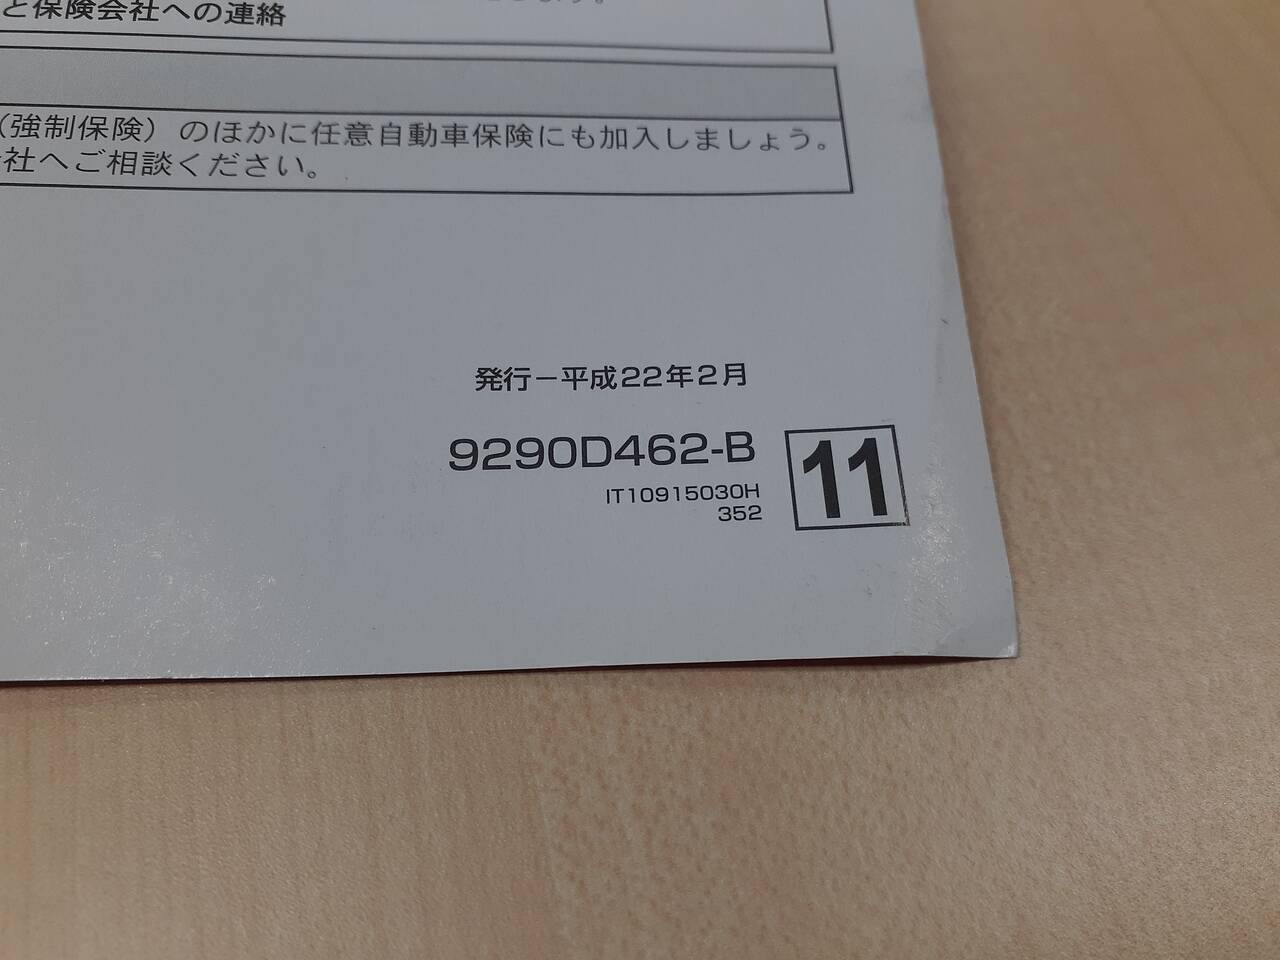 と保険会社への連絡
(強制保険)のほかに任意自動車保険にも加入しましょう。
社へご相談ください。
発行－平成22年2月
9290D462-B
IT10915030H
352
11